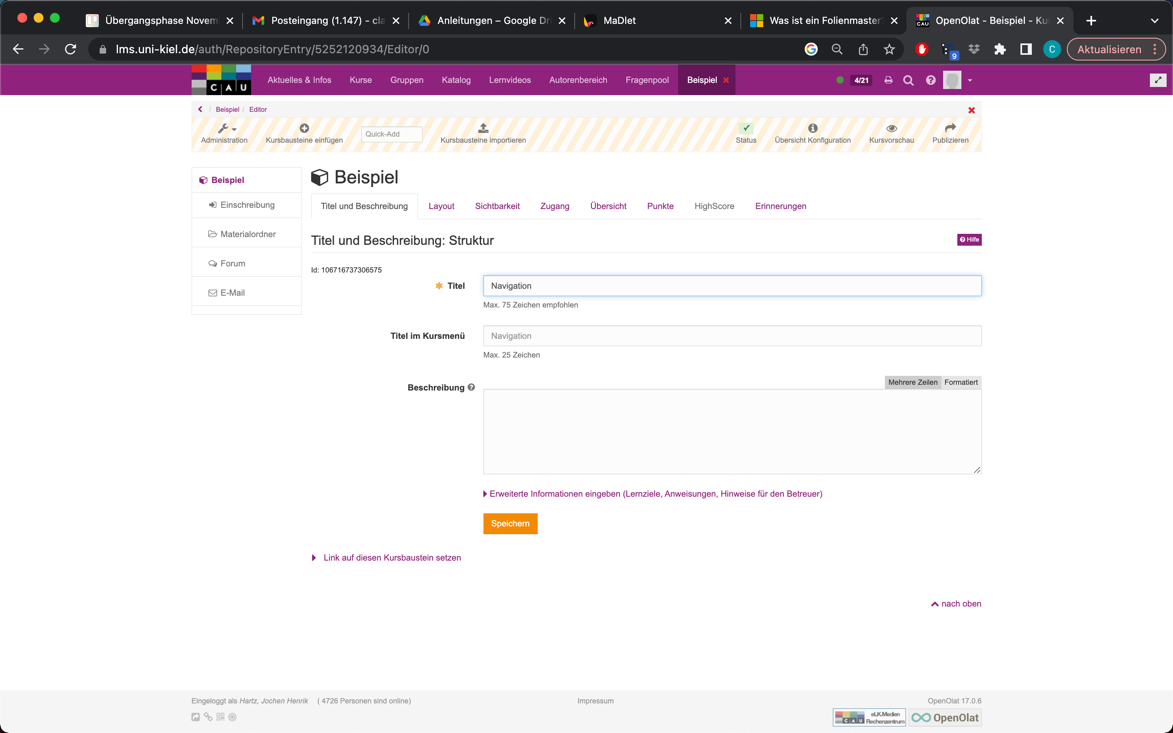 Übergangsphase Novem
Posteingang (1.147) – cla
Anleitungen – Google Dri
MaDlet
Was ist ein Folienmaster?
OpenOlat - Beispiel - Ku
lms.uni-kiel.de/auth/RepositoryEntry/5252120934/Editor/0
9
C
Aktualisieren
C A U
Aktuelles & Infos
Kurse
Gruppen
Katalog
Lernvideos
Autorenbereich
Fragenpool
Beispiel
4/21
Beispiel / Editor
Administration
Kursbausteine einfügen
Quick-Add
Kursbausteine importieren
Status
Übersicht Konfiguration
Kursvorschau
Publizieren
Beispiel
Einschreibung
Materialordner
Forum
E-Mail
Beispiel
Titel und Beschreibung
Layout
Sichtbarkeit
Zugang
Übersicht
Punkte
HighScore
Erinnerungen
Titel und Beschreibung: Struktur
Hilfe
Id: 106716737306575
Titel
Navigation
Max. 75 Zeichen empfohlen
Titel im Kursmenü
Navigation
Max. 25 Zeichen
Mehrere Zeilen
Formatiert
Beschreibung
Erweiterte Informationen eingeben (Lernziele, Anweisungen, Hinweise für den Betreuer)
Speichern
Link auf diesen Kursbaustein setzen
nach oben
Eingeloggt als Hartz, Jochen Henrik ( 4726 Personen sind online)
Impressum
OpenOlat 17.0.6
C A U
eLK.Medien
Rechenzentrum
OpenOlat